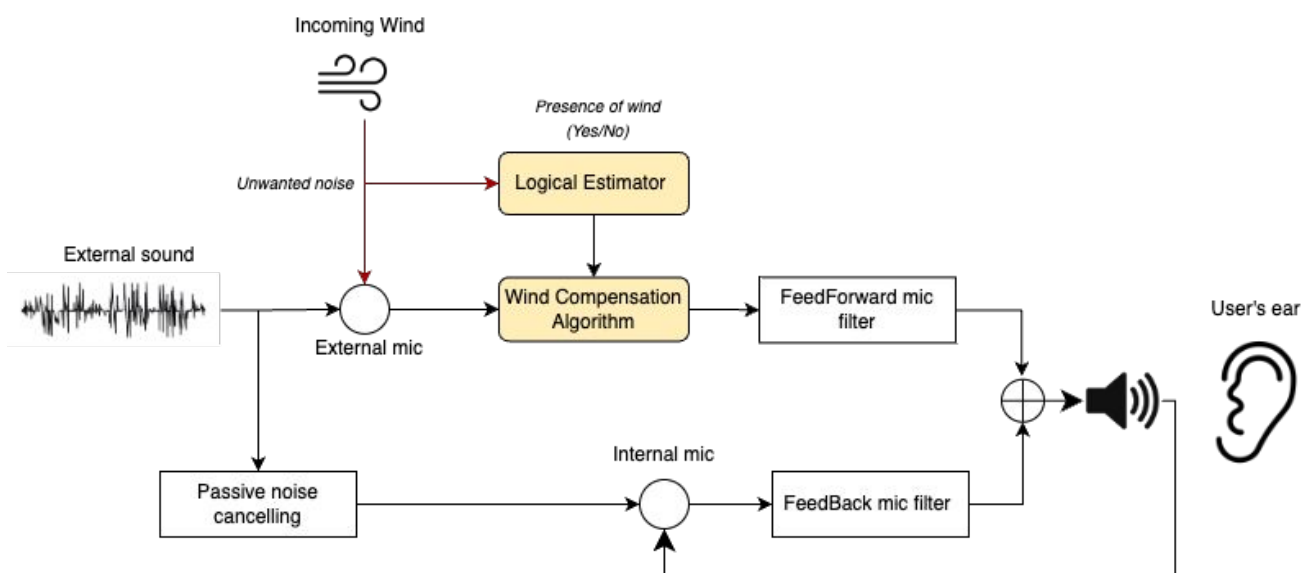 Incoming Wind
Presence of wind
(Yes/No)
Unwanted noise
Logical Estimator
External sound
External mic
Wind Compensation
Algorithm
FeedForward mic
filter
User's ear
Passive noise
cancelling
Internal mic
FeedBack mic filter